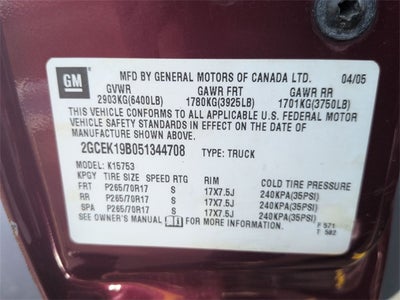 GM
MFD BY GENERAL MOTORS OF CANADA LTD. 04/05
GVWR GAWR FRT GAWR RR
2903KG(6400LB) 1780KG(3925LB) 1701KG(3750LB)
THIS VEHICLE CONFORMS TO ALL APPLICABLE U.S. FEDERAL MOTOR
VEHICLE SAFETY STANDARDS IN EFFECT ON THE DATE OF
MANUFACTURE SHOWN ABOVE.
2GCEK19B051344708 TYPE: TRUCK
MODEL: K15753
KPGY TIRE SIZE SPEED RTG RIM COLD TIRE PRESSURE
FRT P265/70R17 S 17X7.5J 240KPA(35PSI)
RR P265/70R17 S 17X7.5J 240KPA(35PSI)
SPA P265/70R17 S 17X7.5J 240KPA(35PSI)
SEE OWNER'S MANUAL FOR MORE INFORMATION.
F 571
T 502